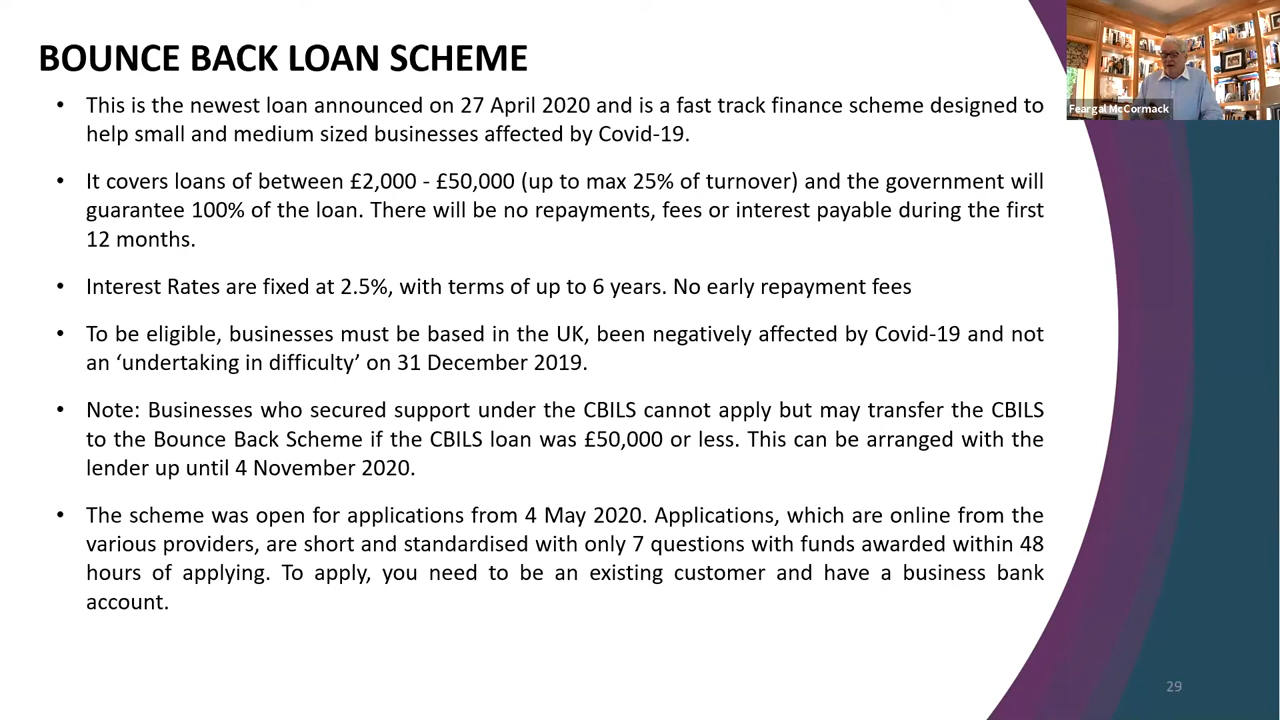 BOUNCE BACK LOAN SCHEME
Feargal McCormack
• This is the newest loan announced on 27 April 2020 and is a fast track finance scheme designed to
help small and medium sized businesses affected by Covid-19.
• It covers loans of between £2,000 - £50,000 (up to max 25% of turnover) and the government will
guarantee 100% of the loan. There will be no repayments, fees or interest payable during the first
12 months.
• Interest Rates are fixed at 2.5%, with terms of up to 6 years. No early repayment fees
• To be eligible, businesses must be based in the UK, been negatively affected by Covid-19 and not
an ‘undertaking in difficulty’ on 31 December 2019.
• Note: Businesses who secured support under the CBILS cannot apply but may transfer the CBILS
to the Bounce Back Scheme if the CBILS loan was £50,000 or less. This can be arranged with the
lender up until 4 November 2020.
• The scheme was open for applications from 4 May 2020. Applications, which are online from the
various providers, are short and standardised with only 7 questions with funds awarded within 48
hours of applying. To apply, you need to be an existing customer and have a business bank
account.
29